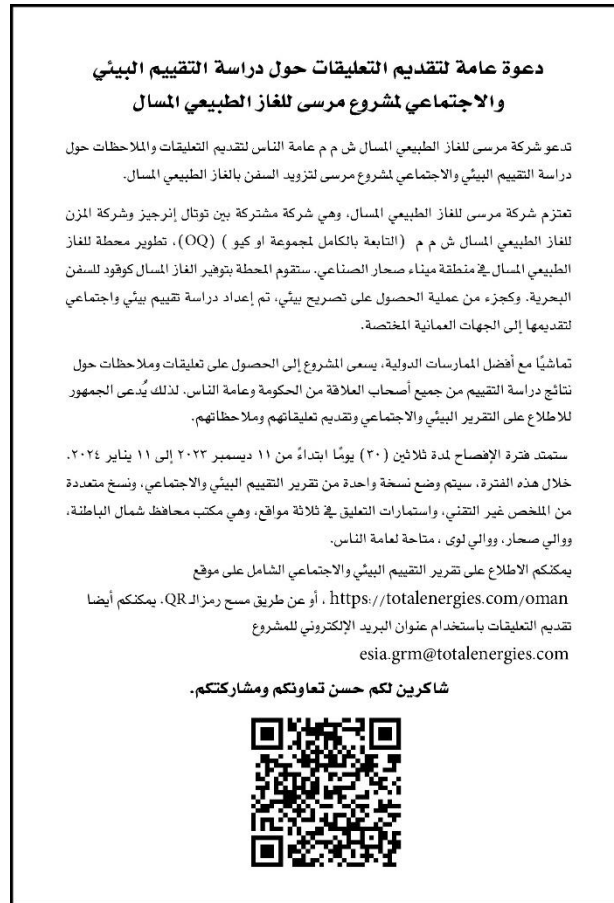 دعوة عامة لتقديم التعليقات حول دراسة التقييم البيئي
والاجتماعي لمشروع مرسى للغاز الطبيعي المسال
تدعو شركة مرسى للغاز الطبيعي المسال ش م م عامة الناس لتقديم التعليقات والملاحظات حول
دراسة التقييم البيئي والاجتماعي لمشروع مرسى لتزويد السفن بالغاز الطبيعي المسال.
تعتزم شركة مرسى للغاز الطبيعي المسال، وهي شركة مشتركة بين توتال إنرجيز وشركة المزن
للغاز الطبيعي المسال ش م م (التابعة بالكامل لمجموعة او كيو ) (OQ)، تطوير محطة للغاز
الطبيعي المسال في منطقة ميناء صحار الصناعي. ستقوم المحطة بتوفير الغاز المسال كوقود للسفن
البحرية. وكجزء من عملية الحصول على تصريح بيئي، تم إعداد دراسة تقييم بيئي واجتماعي
لتقديمها إلى الجهات العمانية المختصة.
تماشيًا مع أفضل الممارسات الدولية، يسعى المشروع إلى الحصول على تعليقات وملاحظات حول
نتائج دراسة التقييم من جميع أصحاب العلاقة من الحكومة وعامة الناس. لذلك يُدعى الجمهور
للاطلاع على التقرير البيئي والاجتماعي وتقديم تعليقاتهم وملاحظاتهم.
ستمتد فترة الإفصاح لمدة ثلاثين (٣٠) يومًا ابتداءً من ١١ ديسمبر ٢٠٢٣ إلى ١١ يناير ٢٠٢٤.
خلال هذه الفترة، سيتم وضع نسخة واحدة من تقرير التقييم البيئي والاجتماعي، ونسخ متعددة
من الملخص غير التقني، واستمارات التعليق في ثلاثة مواقع، وهي مكتب محافظ شمال الباطنة،
ووالي صحار، ووالي لوى ، متاحة لعامة الناس.
يمكنكم الاطلاع على تقرير التقييم البيئي والاجتماعي الشامل على موقع
https://totalenergies.com/oman ، أو عن طريق مسح رمز الـ QR. يمكنكم أيضا
تقديم التعليقات باستخدام عنوان البريد الإلكتروني للمشروع
esia.grm@totalenergies.com
شاكرين لكم حسن تعاونكم ومشاركتكم.